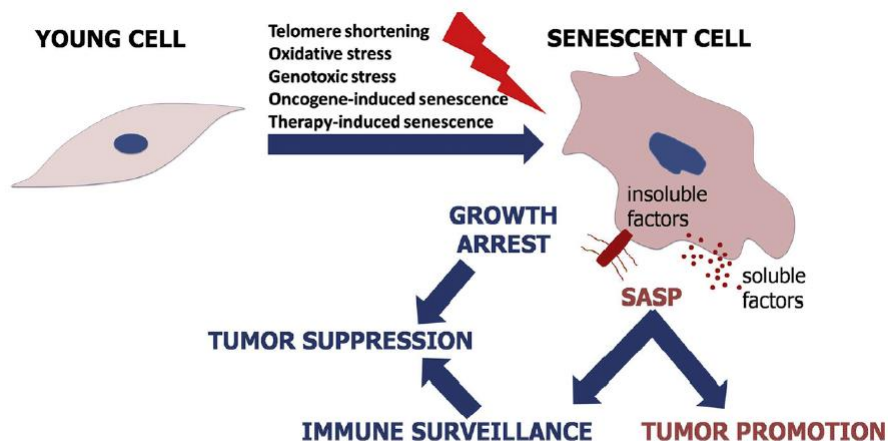 YOUNG CELL
Telomere shortening
Oxidative stress
Genotoxic stress
Oncogene-induced senescence
Therapy-induced senescence
SENESCENT CELL
insoluble
factors
soluble
factors
GROWTH
ARREST
SASP
TUMOR SUPPRESSION
IMMUNE SURVEILLANCE
TUMOR PROMOTION